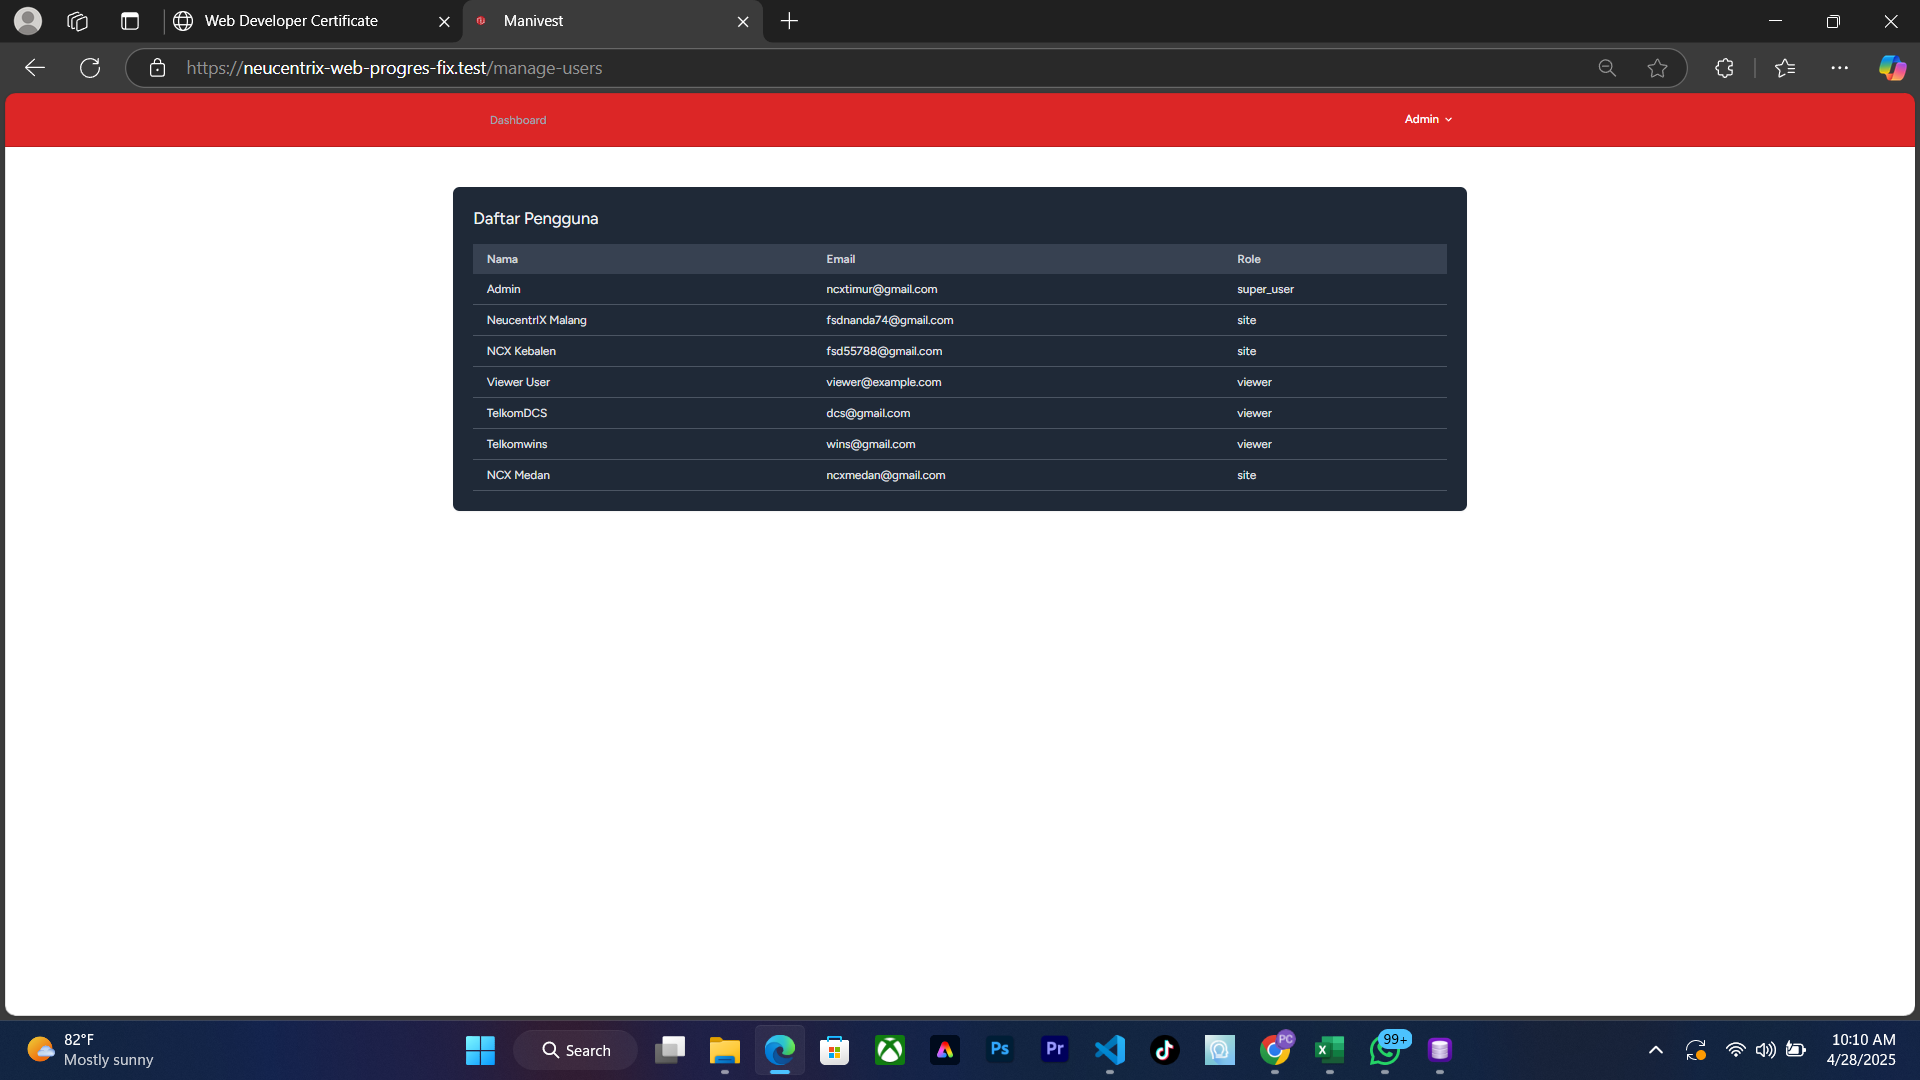 Web Developer Certificate
Manivest
https://neucentrix-web-progres-fix.test/manage-users
Dashboard
Admin
Daftar Pengguna
Nama Email Role
Admin ncxtimur@gmail.com super_user
NeucentrIX Malang fsdnanda74@gmail.com site
NCX Kebalen fsd55788@gmail.com site
Viewer User viewer@example.com viewer
TelkomDCS dcs@gmail.com viewer
Telkomwins wins@gmail.com viewer
NCX Medan ncxmedan@gmail.com site
82°F
Mostly sunny
Search
Ps
Pr
PC
99+
10:10 AM
4/28/2025